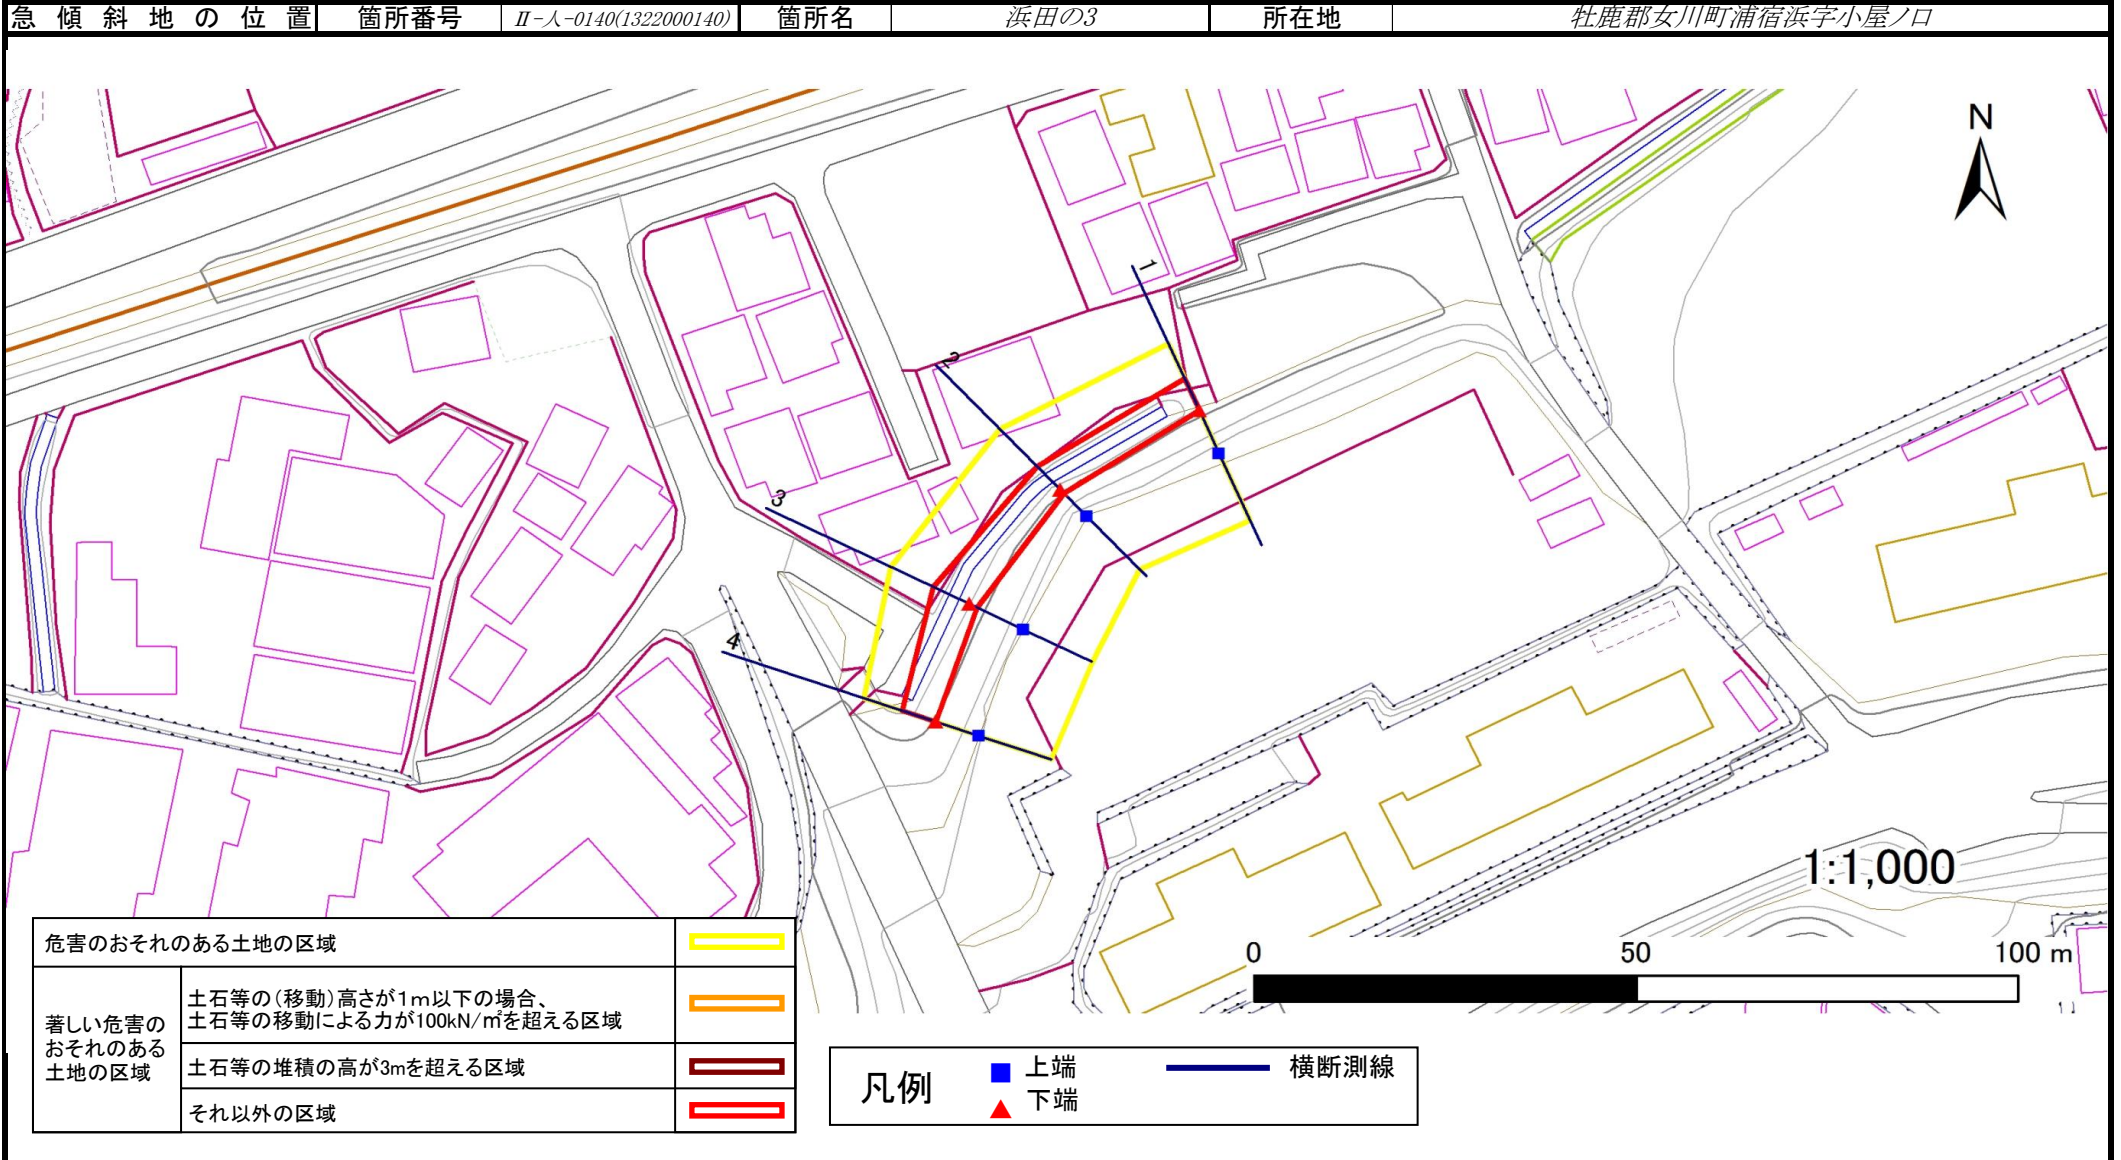 急傾斜地の位置 箇所番号 Ⅱ-人-0140(1322000140) 箇所名 浜田の3 所在地 牡鹿郡女川町浦宿浜字小屋ノ口
N
1
2
3
4
1:1,000
0 50 100 m
危害のおそれのある土地の区域
著しい危害の
おそれのある
土地の区域
土石等の(移動)高さが1m以下の場合、
土石等の移動による力が100kN/㎡を超える区域
土石等の堆積の高が3mを超える区域
それ以外の区域
凡例
上端
下端
横断測線